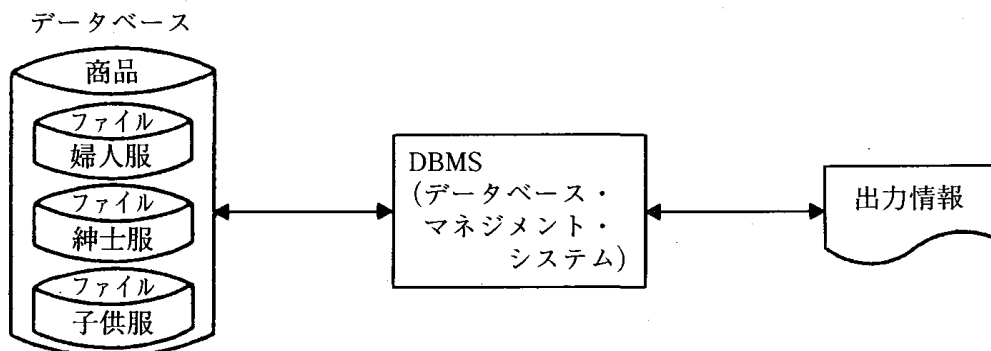 データベース
商品
ファイル
婦人服
ファイル
紳士服
ファイル
子供服
DBMS
(データベース・
マネジメント・
システム)
出力情報